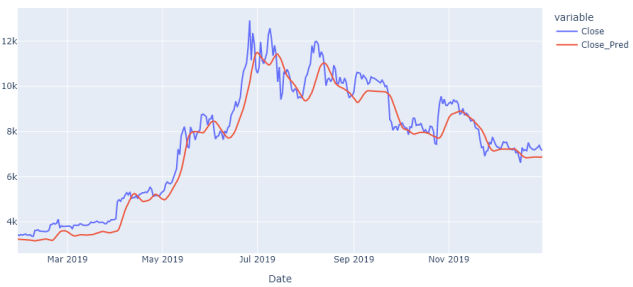 variable
Close
Close_Pred
12k
10k
8k
6k
4k
Mar 2019 May 2019 Jul 2019 Sep 2019 Nov 2019
Date